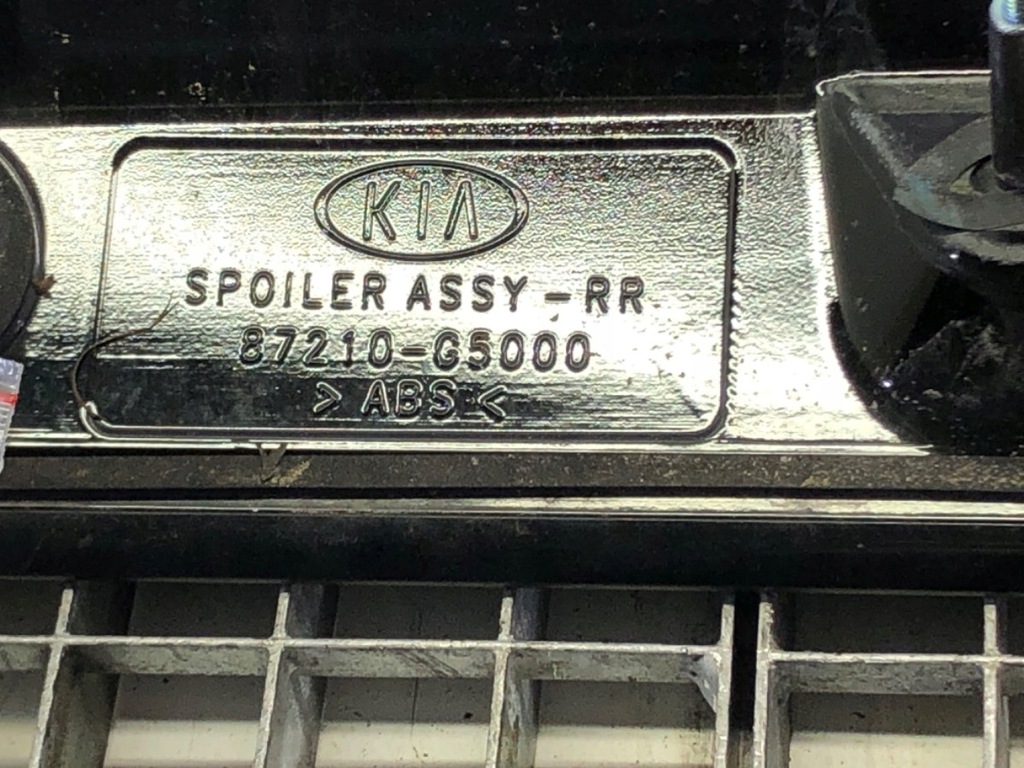 KIA
SPOILER ASSY-RR
87210-G5000
>ABS<